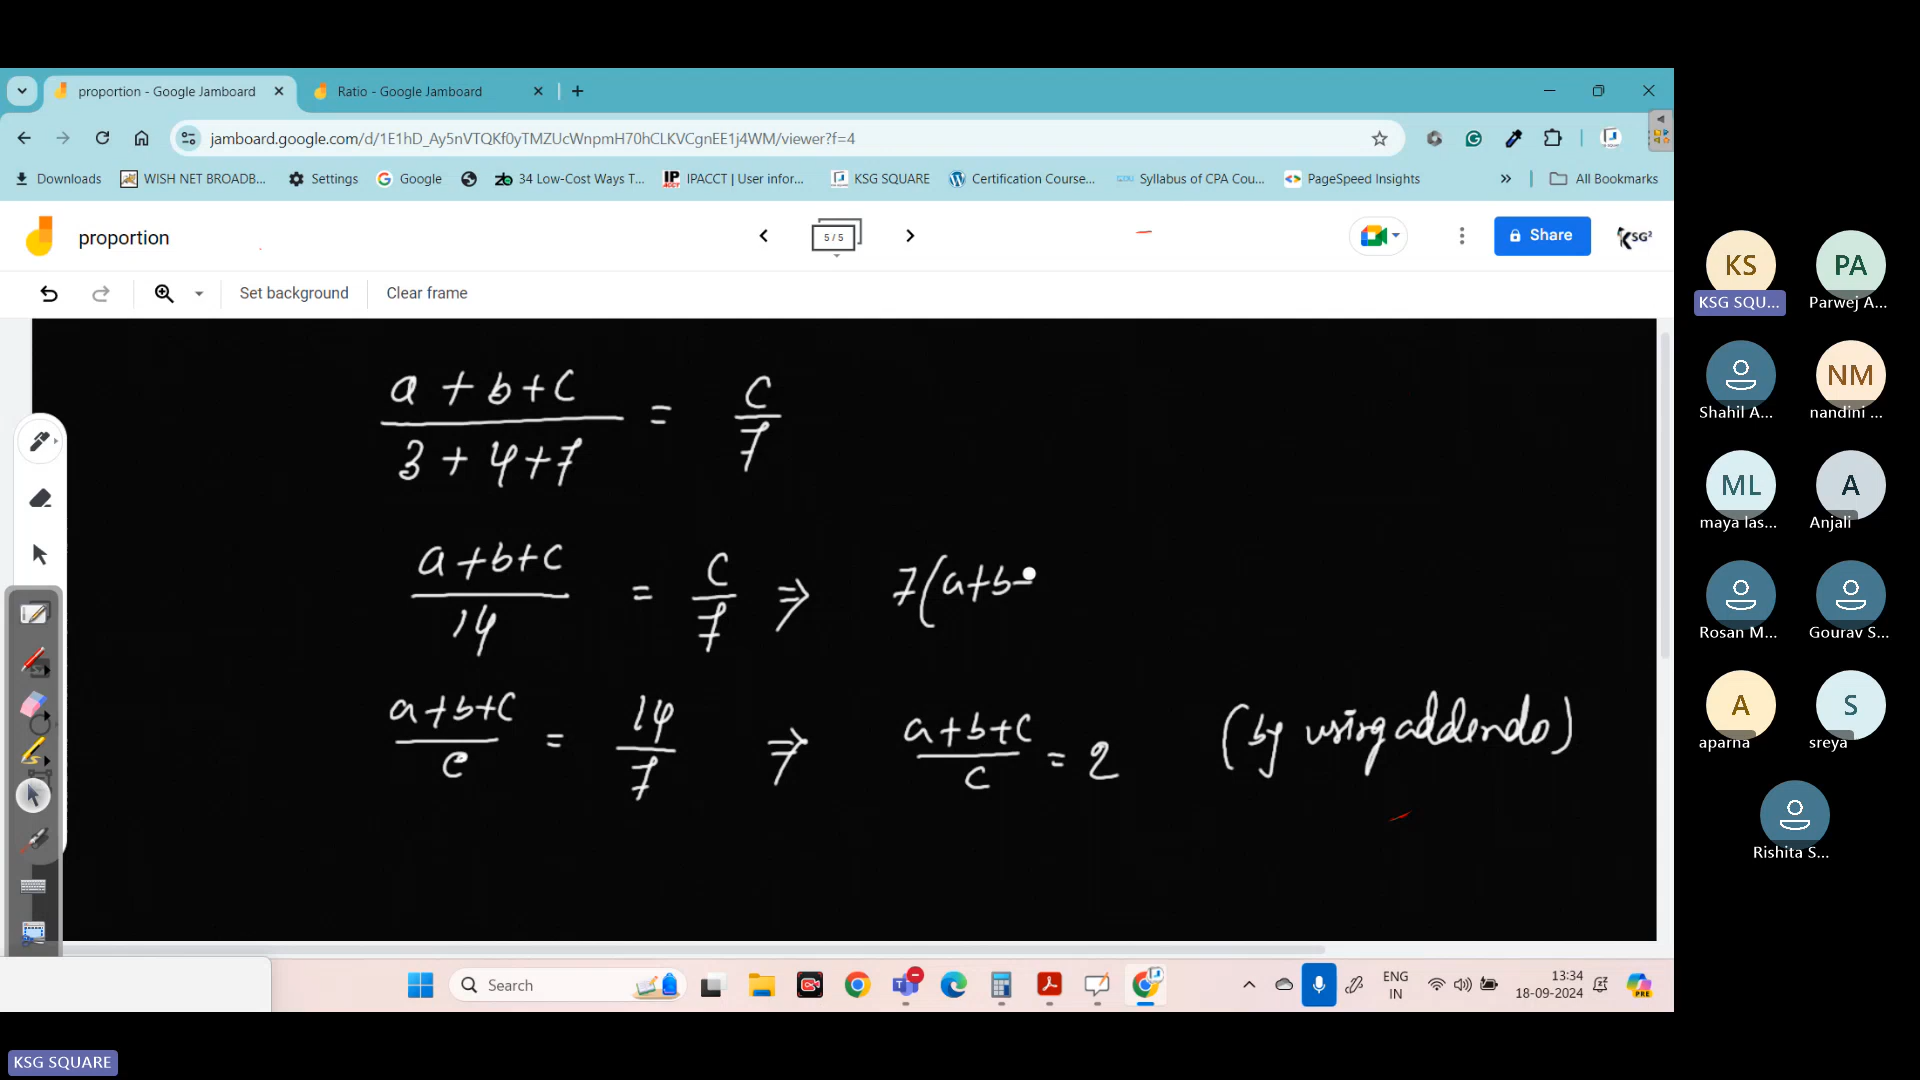 proportion - Google Jamboard
Ratio - Google Jamboard
jamboard.google.com/d/1E1hD_Ay5nVTQKf0yTMZUcWnpmH70hCLKVCgnEE1j4WM/viewer?f=4
Downloads WISH NET BROADB... Settings Google 34 Low-Cost Ways T... IPACCT | User infor... KSG SQUARE Certification Course... Syllabus of CPA Cou... PageSpeed Insights » All Bookmarks
proportion
5 / 5
Share
KSG²
Set background
Clear frame
a + b + c / 3 + 4 + 7 = c / 7
a + b + c / 14 = c / 7 ⇒ 7(a+b-
a + b + c / c = 14 / 7 ⇒ a + b + c / c = 2 (by using addendo)
KS PA
KSG SQU... Parwej A...
NM
Shahil A... nandini ...
ML A
maya las... Anjali
Rosan M... Gourav S...
A S
aparna sreya
Rishita S...
Search
ENG
IN
13:34
18-09-2024
PRE
KSG SQUARE